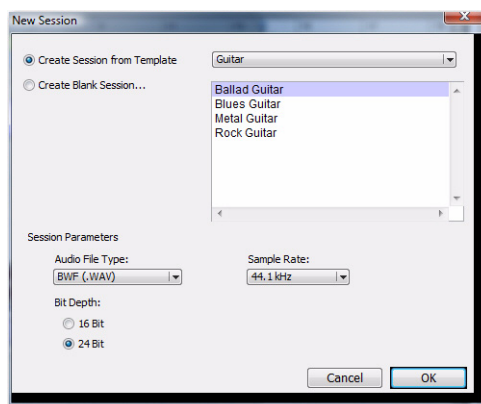 New Session
Create Session from Template
Guitar
Create Blank Session...
Ballad Guitar
Blues Guitar
Metal Guitar
Rock Guitar
Session Parameters
Audio File Type:
Sample Rate:
BWF (.WAV)
44.1 kHz
Bit Depth:
16 Bit
24 Bit
Cancel
OK